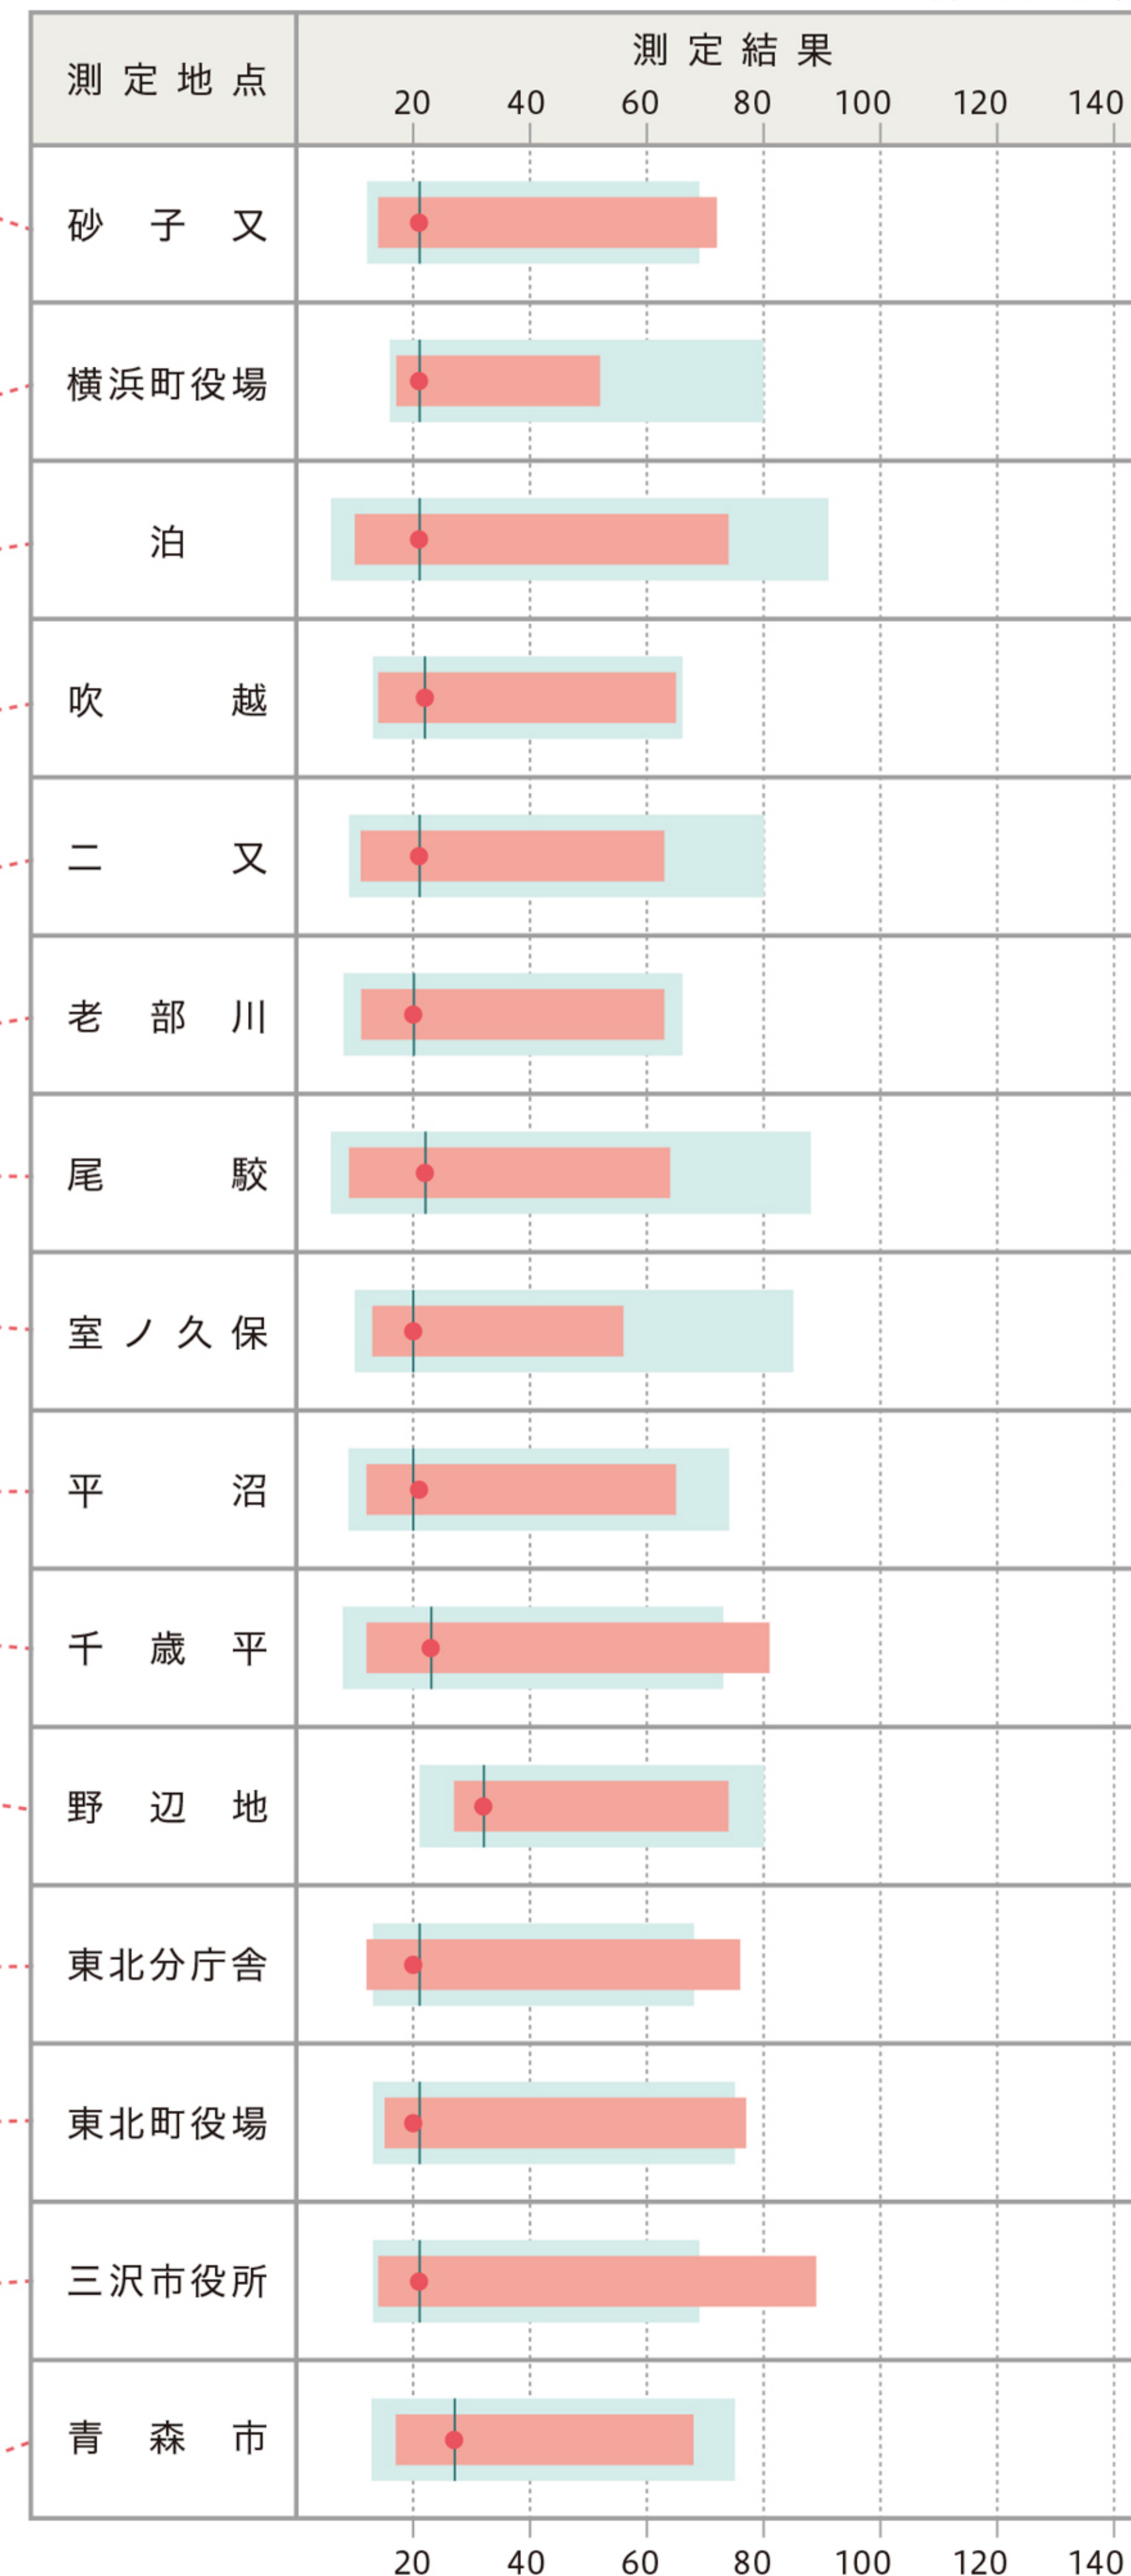 測定地点
測定結果
20 40 60 80 100 120 140
砂子又
横浜町役場
泊
吹越
二又
老部川
尾駮
室ノ久保
平沼
千歳平
野辺地
東北分庁舎
東北町役場
三沢市役所
青森市
20 40 60 80 100 120 140